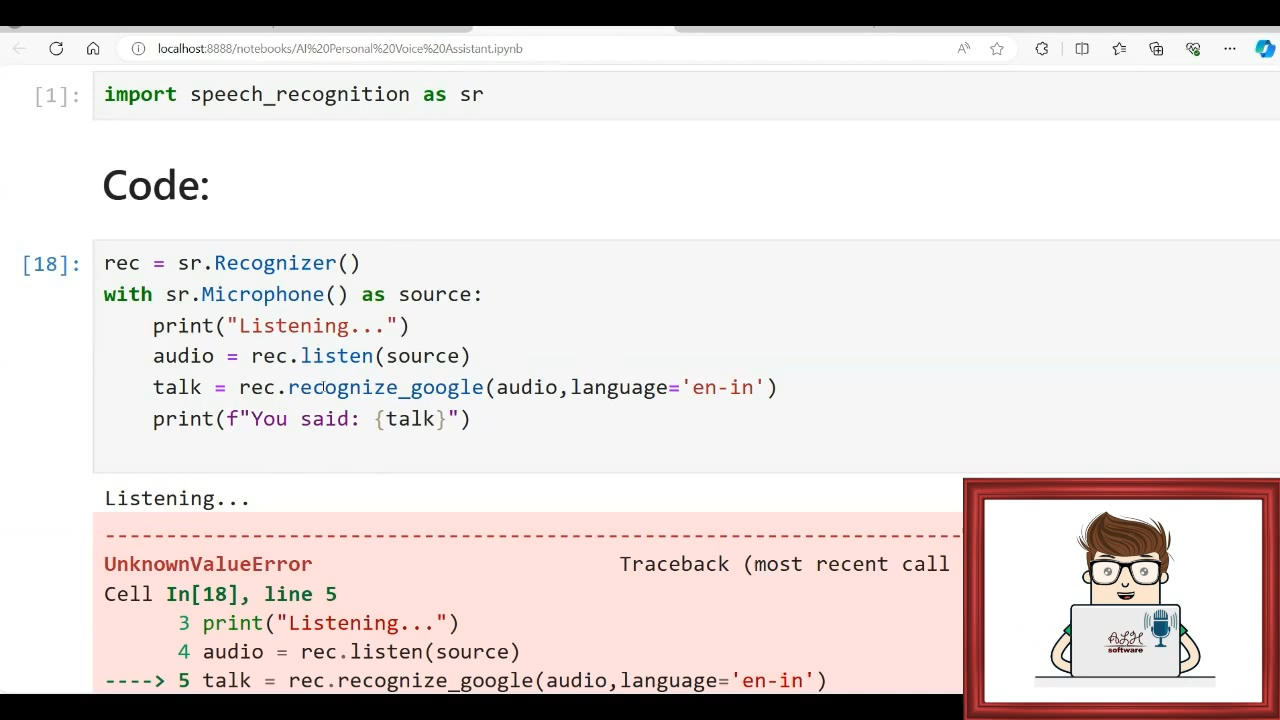 localhost:8888/notebooks/AI%20Personal%20Voice%20Assistant.ipynb
[1]: import speech_recognition as sr
Code:
[18]: rec = sr.Recognizer()
with sr.Microphone() as source:
    print("Listening...")
    audio = rec.listen(source)
    talk = rec.recognize_google(audio,language='en-in')
    print(f"You said: {talk}")
Listening...
---------------------------------------------------------------------------
UnknownValueError Traceback (most recent call
Cell In[18], line 5
      3 print("Listening...")
      4 audio = rec.listen(source)
----> 5 talk = rec.recognize_google(audio,language='en-in')
software